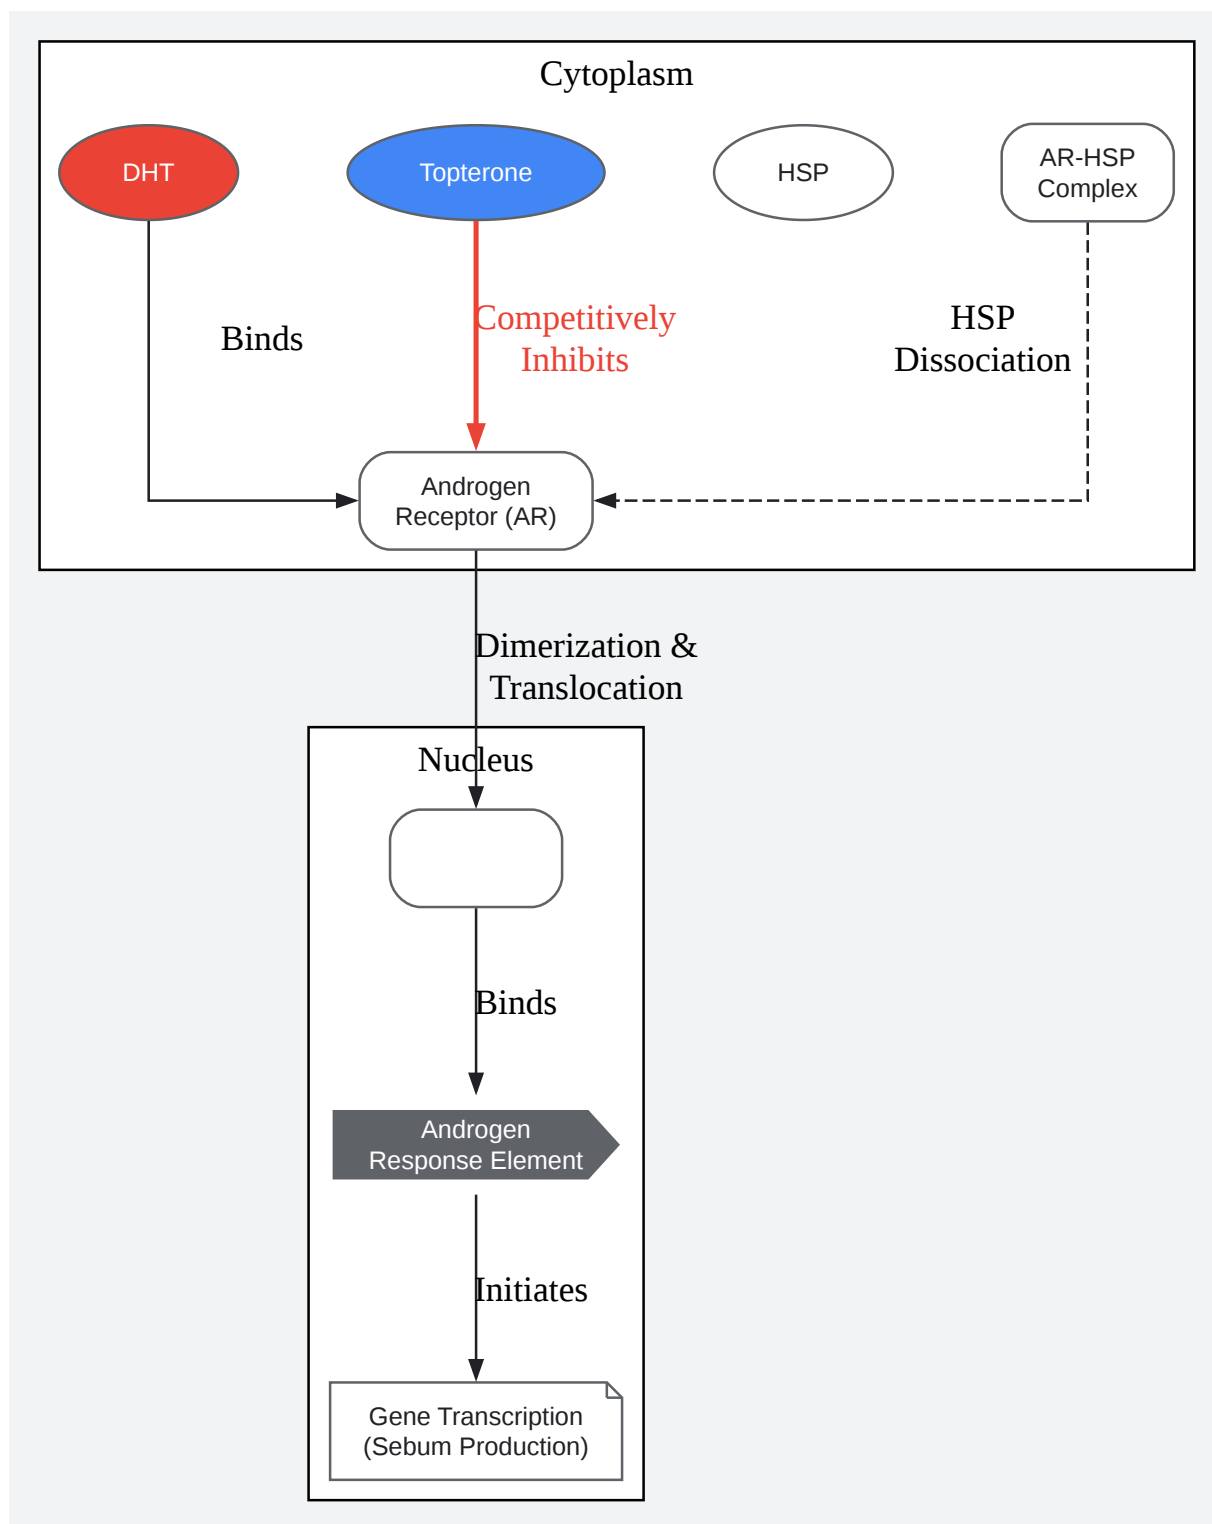 Cytoplasm
DHT
Topterone
HSP
AR-HSP
Complex
Binds
Competitively
Inhibits
HSP
Dissociation
Androgen
Receptor (AR)
Dimerization &
Translocation
Nucleus
Binds
Androgen
Response Element
Initiates
Gene Transcription
(Sebum Production)